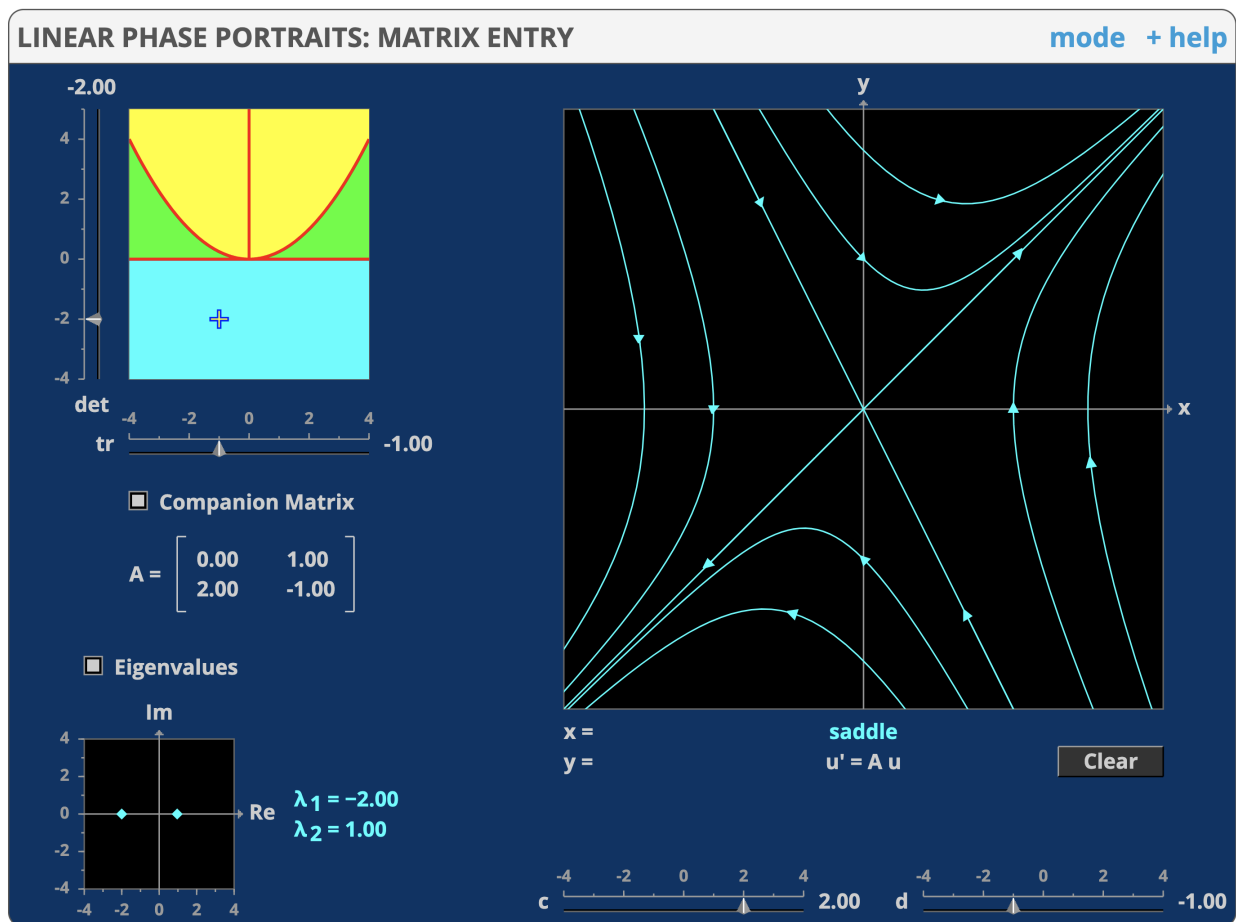 LINEAR PHASE PORTRAITS: MATRIX ENTRY
mode + help
-2.00
4
2
0
-2
-4
det
-4 -2 0 2 4
tr
-1.00
Companion Matrix
A =
0.00 1.00
2.00 -1.00
Eigenvalues
Im
4
2
0
-2
-4
Re
-4 -2 0 2 4
λ1 = −2.00
λ2 = 1.00
y
x
x =
saddle
y =
u' = A u
Clear
-4 -2 0 2 4
c
2.00
-4 -2 0 2 4
d
-1.00